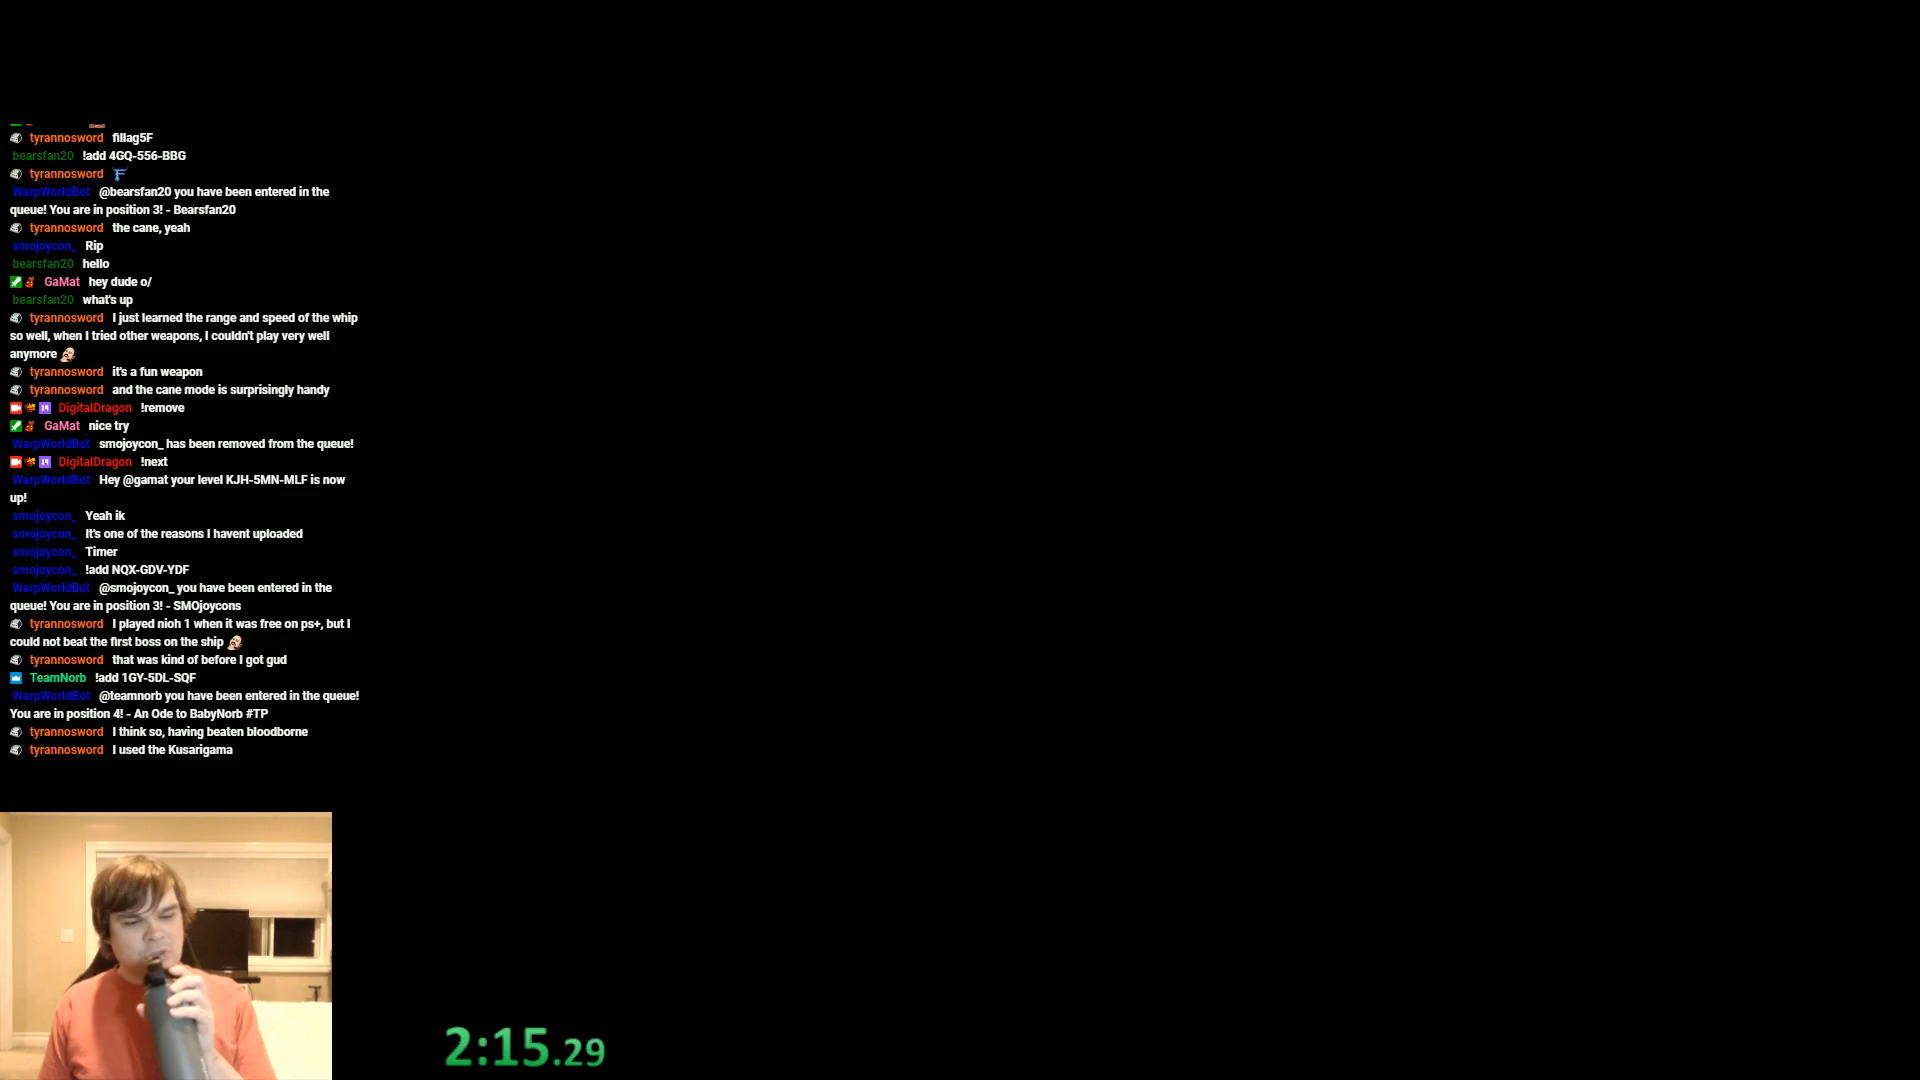 tyrannosword fillag5F
bearsfan20 !add 4GQ-556-BBG
tyrannosword
WarpWorldBot @bearsfan20 you have been entered in the
queue! You are in position 3! - Bearsfan20
tyrannosword the cane, yeah
smojoycon_ Rip
bearsfan20 hello
GaMat hey dude o/
bearsfan20 what's up
tyrannosword I just learned the range and speed of the whip
so well, when I tried other weapons, I couldn't play very well
anymore
tyrannosword it's a fun weapon
tyrannosword and the cane mode is surprisingly handy
DigitalDragon !remove
GaMat nice try
WarpWorldBot smojoycon_ has been removed from the queue!
DigitalDragon !next
WarpWorldBot Hey @gamat your level KJH-5MN-MLF is now
up!
smojoycon_ Yeah ik
smojoycon_ It's one of the reasons I havent uploaded
smojoycon_ Timer
smojoycon_ !add NQX-GDV-YDF
WarpWorldBot @smojoycon_ you have been entered in the
queue! You are in position 3! - SMOjoycons
tyrannosword I played nioh 1 when it was free on ps+, but I
could not beat the first boss on the ship
tyrannosword that was kind of before I got gud
TeamNorb !add 1GY-5DL-SQF
WarpWorldBot @teamnorb you have been entered in the queue!
You are in position 4! - An Ode to BabyNorb #TP
tyrannosword I think so, having beaten bloodborne
tyrannosword I used the Kusarigama
2:15.29